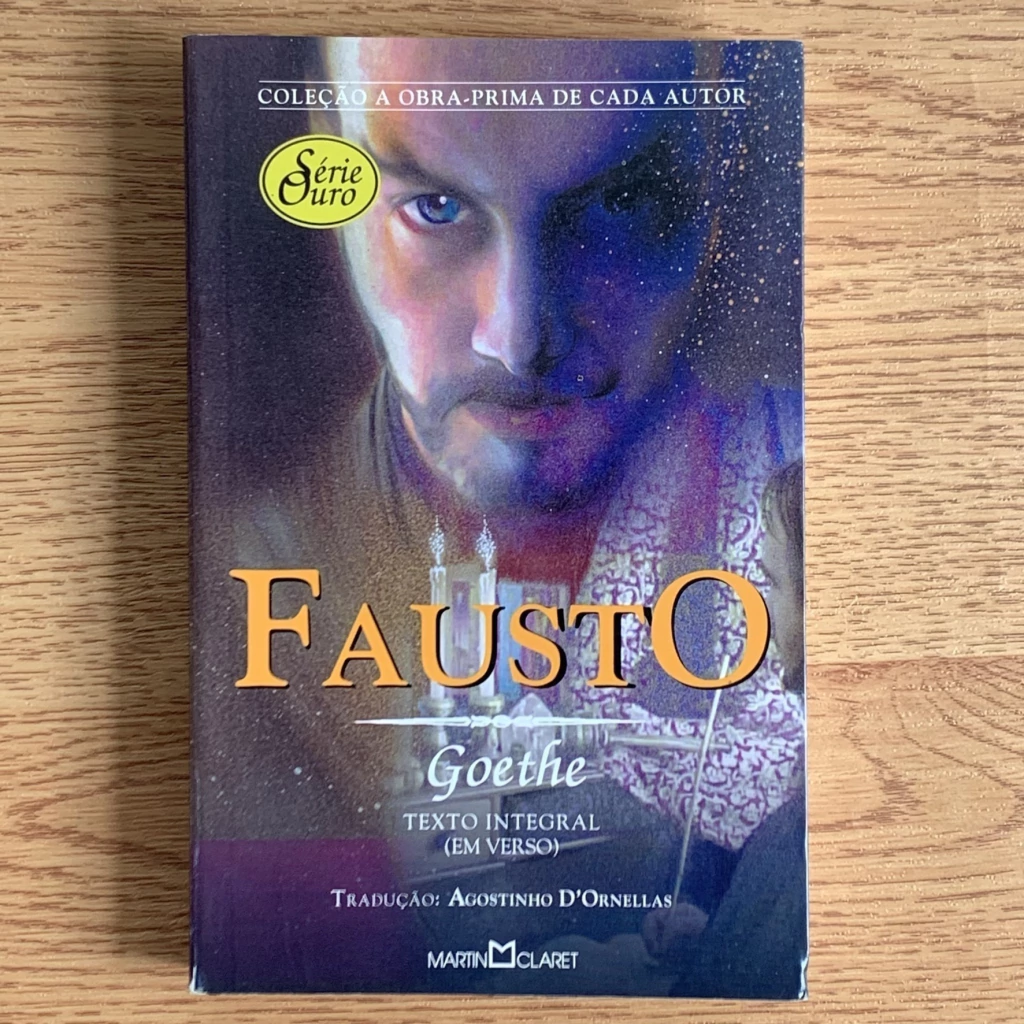 COLEÇÃO A OBRA-PRIMA DE CADA AUTOR
Série
Ouro
FAUSTO
Goethe
TEXTO INTEGRAL
(EM VERSO)
TRADUÇÃO: AGOSTINHO D'ORNELLAS
MARTIN CLARET